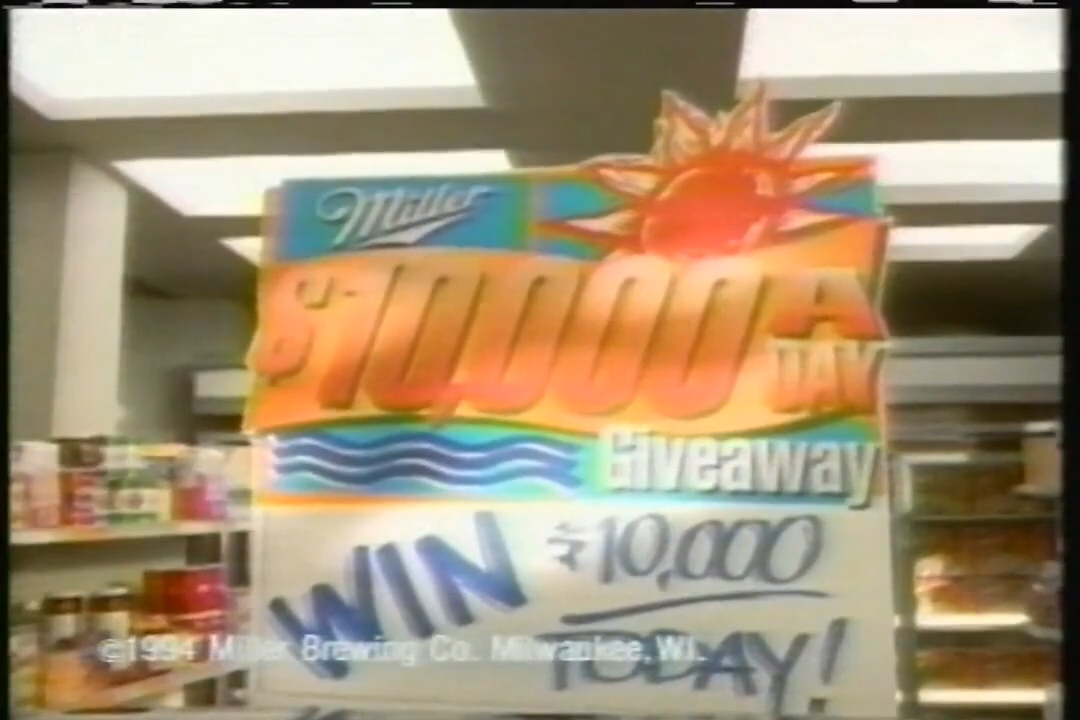 Miller
$10,000 A
DAY
Giveaway
WIN $10,000
TODAY!
©1994 Miller Brewing Co. Milwaukee, WI.